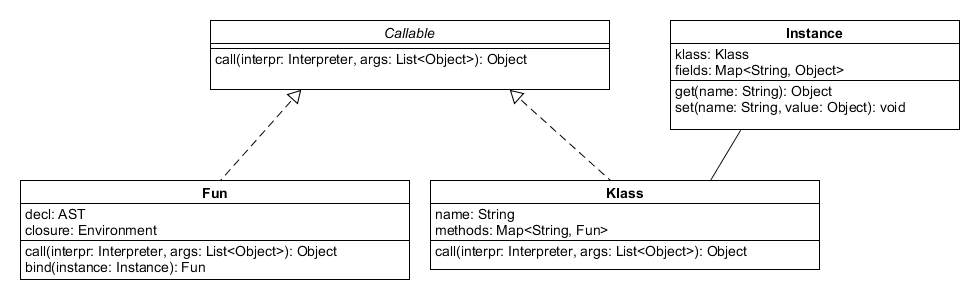 Callable
call(interpr: Interpreter, args: List<Object>): Object
Instance
klass: Klass
fields: Map<String, Object>
get(name: String): Object
set(name: String, value: Object): void
Fun
decl: AST
closure: Environment
call(interpr: Interpreter, args: List<Object>): Object
bind(instance: Instance): Fun
Klass
name: String
methods: Map<String, Fun>
call(interpr: Interpreter, args: List<Object>): Object